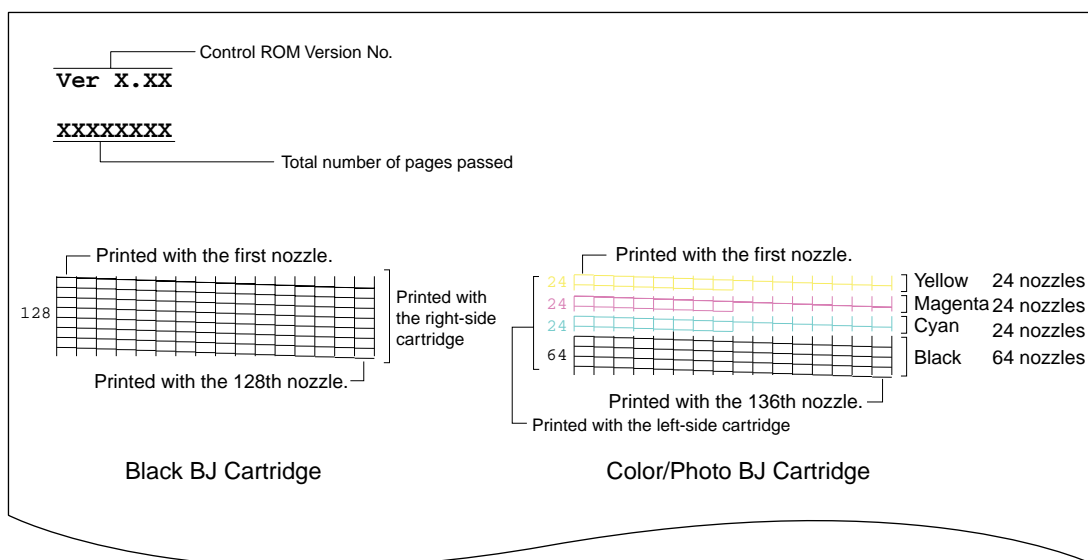 Control ROM Version No.
Ver X.XX
XXXXXXXX
Total number of pages passed
Printed with the first nozzle.
128
Printed with
the right-side
cartridge
Printed with the 128th nozzle.
Black BJ Cartridge
Printed with the first nozzle.
24
Yellow 24 nozzles
24
Magenta 24 nozzles
24
Cyan 24 nozzles
64
Black 64 nozzles
Printed with the 136th nozzle.
Printed with the left-side cartridge
Color/Photo BJ Cartridge